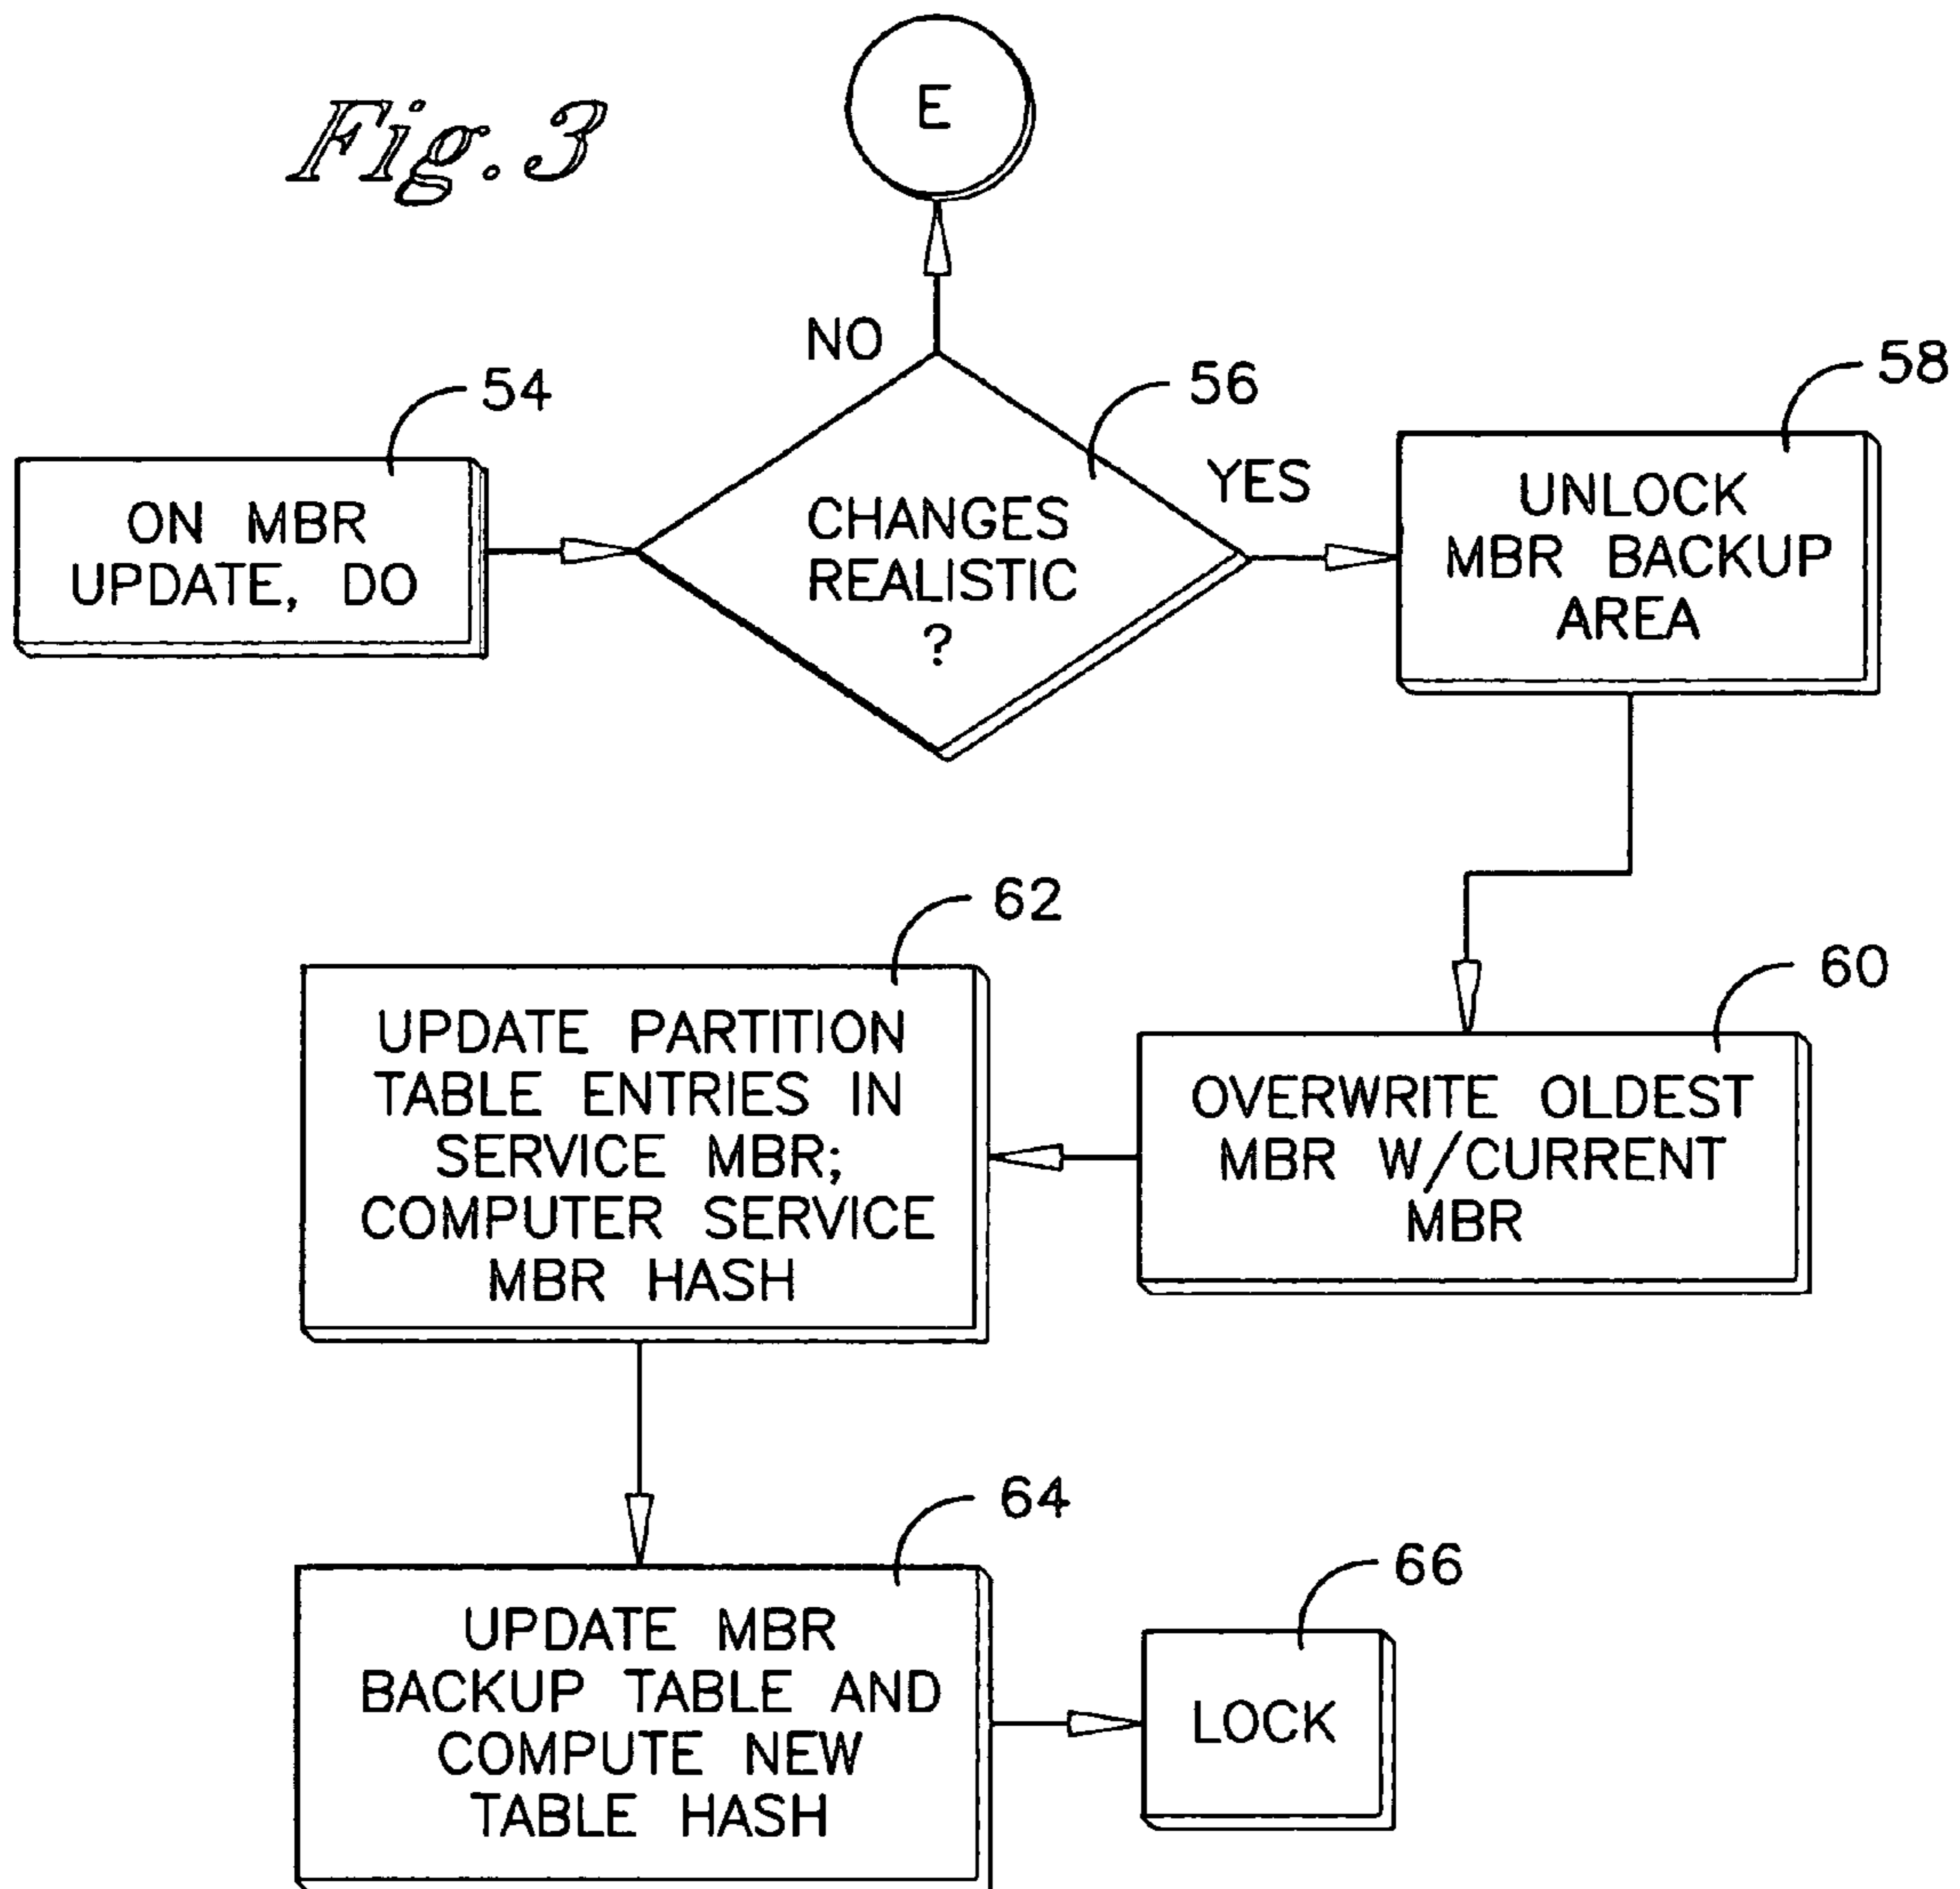 Fig. 3
E
NO
54
56
58
YES
ON MBR
UPDATE, DO
CHANGES
REALISTIC
?
UNLOCK
MBR BACKUP
AREA
62
60
UPDATE PARTITION
TABLE ENTRIES IN
SERVICE MBR;
COMPUTER SERVICE
MBR HASH
OVERWRITE OLDEST
MBR W/CURRENT
MBR
64
66
UPDATE MBR
BACKUP TABLE AND
COMPUTE NEW
TABLE HASH
LOCK